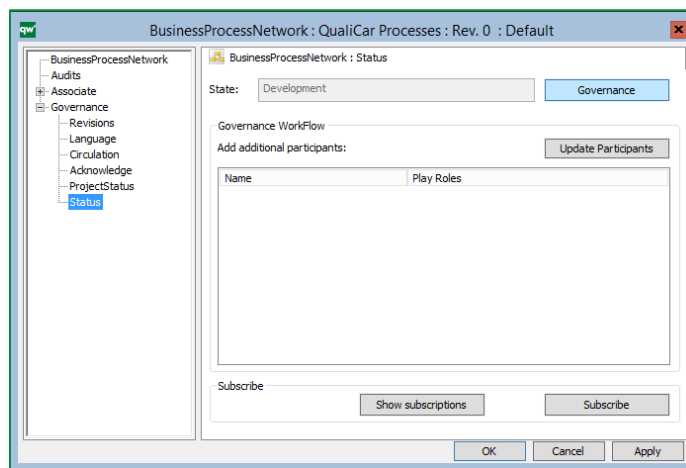 qw
BusinessProcessNetwork : QualiCar Processes : Rev. 0 : Default
BusinessProcessNetwork
Audits
Associate
Governance
Revisions
Language
Circulation
Acknowledge
ProjectStatus
Status
BusinessProcessNetwork : Status
State: Development Governance
Governance WorkFlow
Add additional participants: Update Participants
Name Play Roles
Subscribe
Show subscriptions Subscribe
OK Cancel Apply